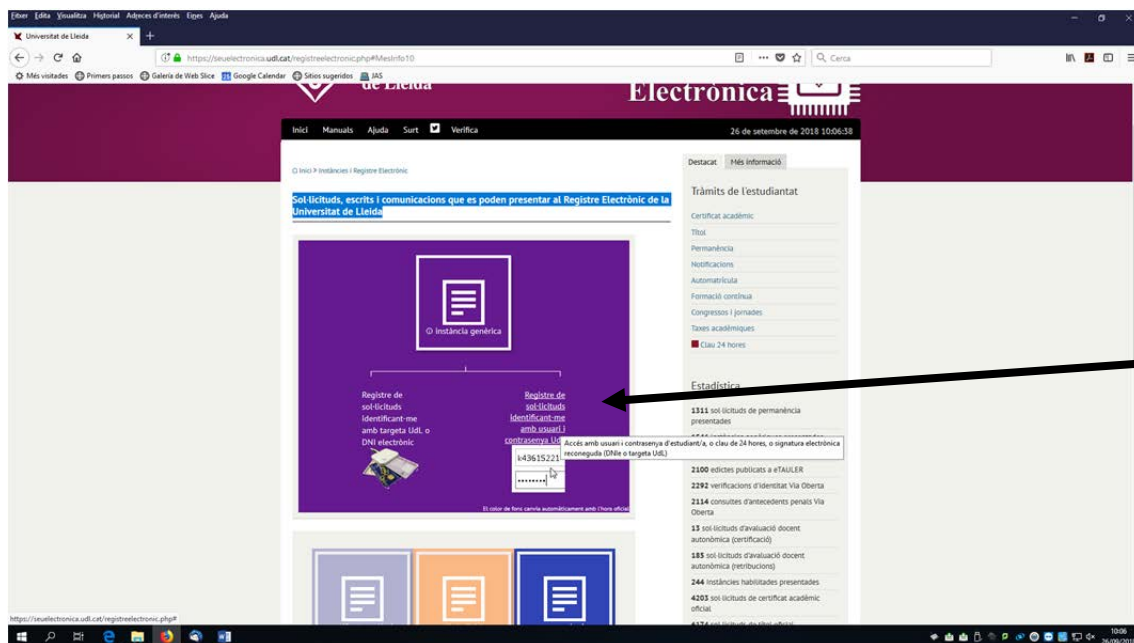 Fitxer Edita Visualitza Historial Adreces d'interès Eines Ajuda
Universitat de Lleida
https://seuelectronica.udl.cat/registreelectronic.php#MesInfo10
Cerca
Més visitades Primers passos Galería de Web Slice Google Calendar Sitios sugeridos JAS
de Lleida
Electrònica
Inici Manuals Ajuda Surt Verifica
26 de setembre de 2018 10:06:38
Inici > Instàncies i Registre Electrònic
Sol·licituds, escrits i comunicacions que es poden presentar al Registre Electrònic de la
Universitat de Lleida
Instància genèrica
Registre de
sol·licituds
identificant-me
amb targeta UdL o
DNI electrònic
Registre de
sol·licituds
identificant-me
amb usuari i
contrasenya
Accés amb usuari i contrasenya d'estudiant/a, o clau de 24 hores, o signatura electrònica
reconeguda (DNIe o targeta UdL)
k43615221
El color de fons canvia automàticament amb l'hora oficial
Destacat Més informació
Tràmits de l'estudiantat
Certificat acadèmic
Títol
Permanència
Notificacions
Automatrícula
Formació contínua
Congressos i jornades
Taxes acadèmiques
Clau 24 hores
Estadística
1311 sol·licituds de permanència
presentades
2100 edictes publicats a eTAULER
2292 verificacions d'identitat Via Oberta
2114 consultes d'antecedents penals Via
Oberta
13 sol·licituds d'avaluació docent
autonòmica (certificació)
185 sol·licituds d'avaluació docent
autonòmica (retribucions)
244 instàncies habilitades presentades
4203 sol·licituds de certificat acadèmic
oficial
https://seuelectronica.udl.cat/registreelectronic.php#
10:06